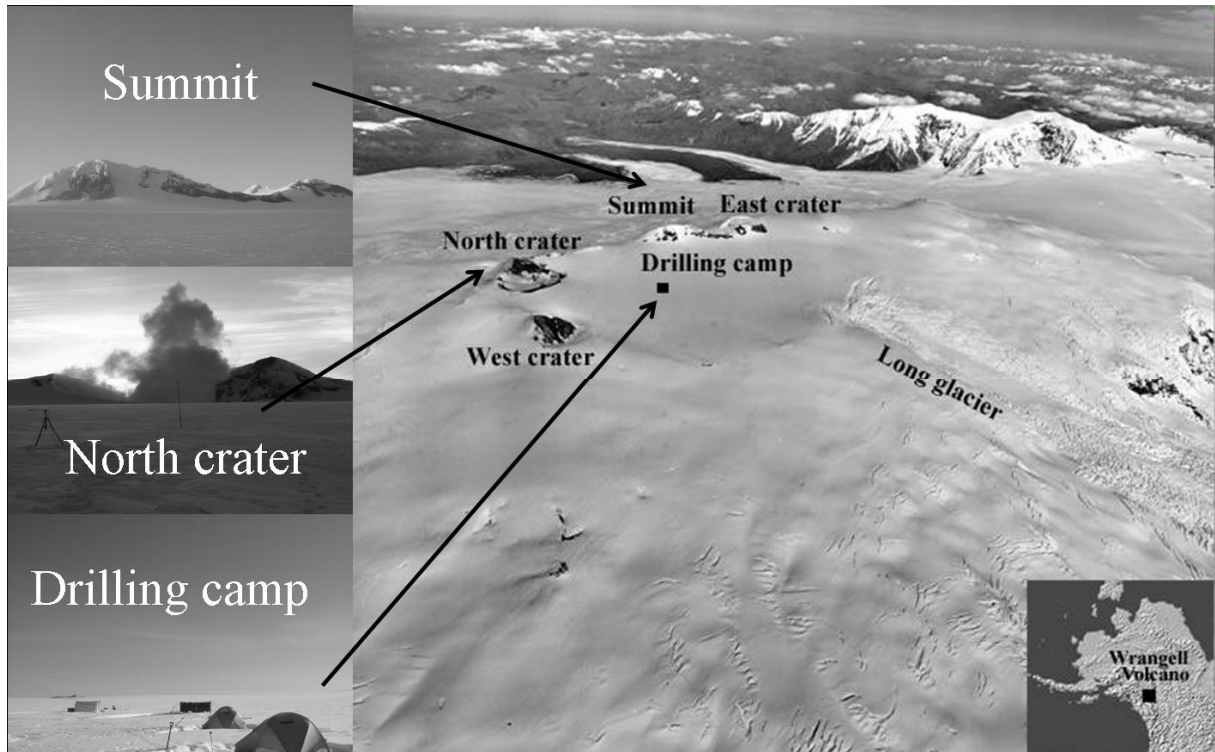 Summit
North crater
Drilling camp
Summit
East crater
North crater
Drilling camp
West crater
Long glacier
Wrangell
Volcano